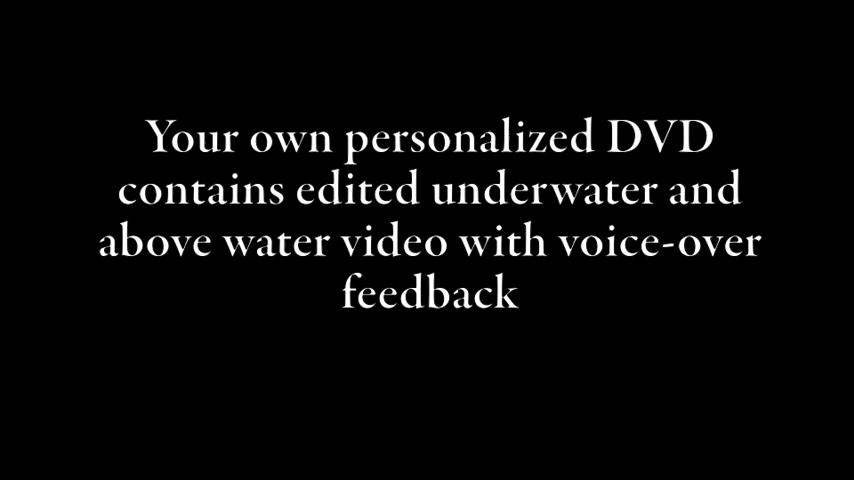 Your own personalized DVD
contains edited underwater and
above water video with voice-over
feedback